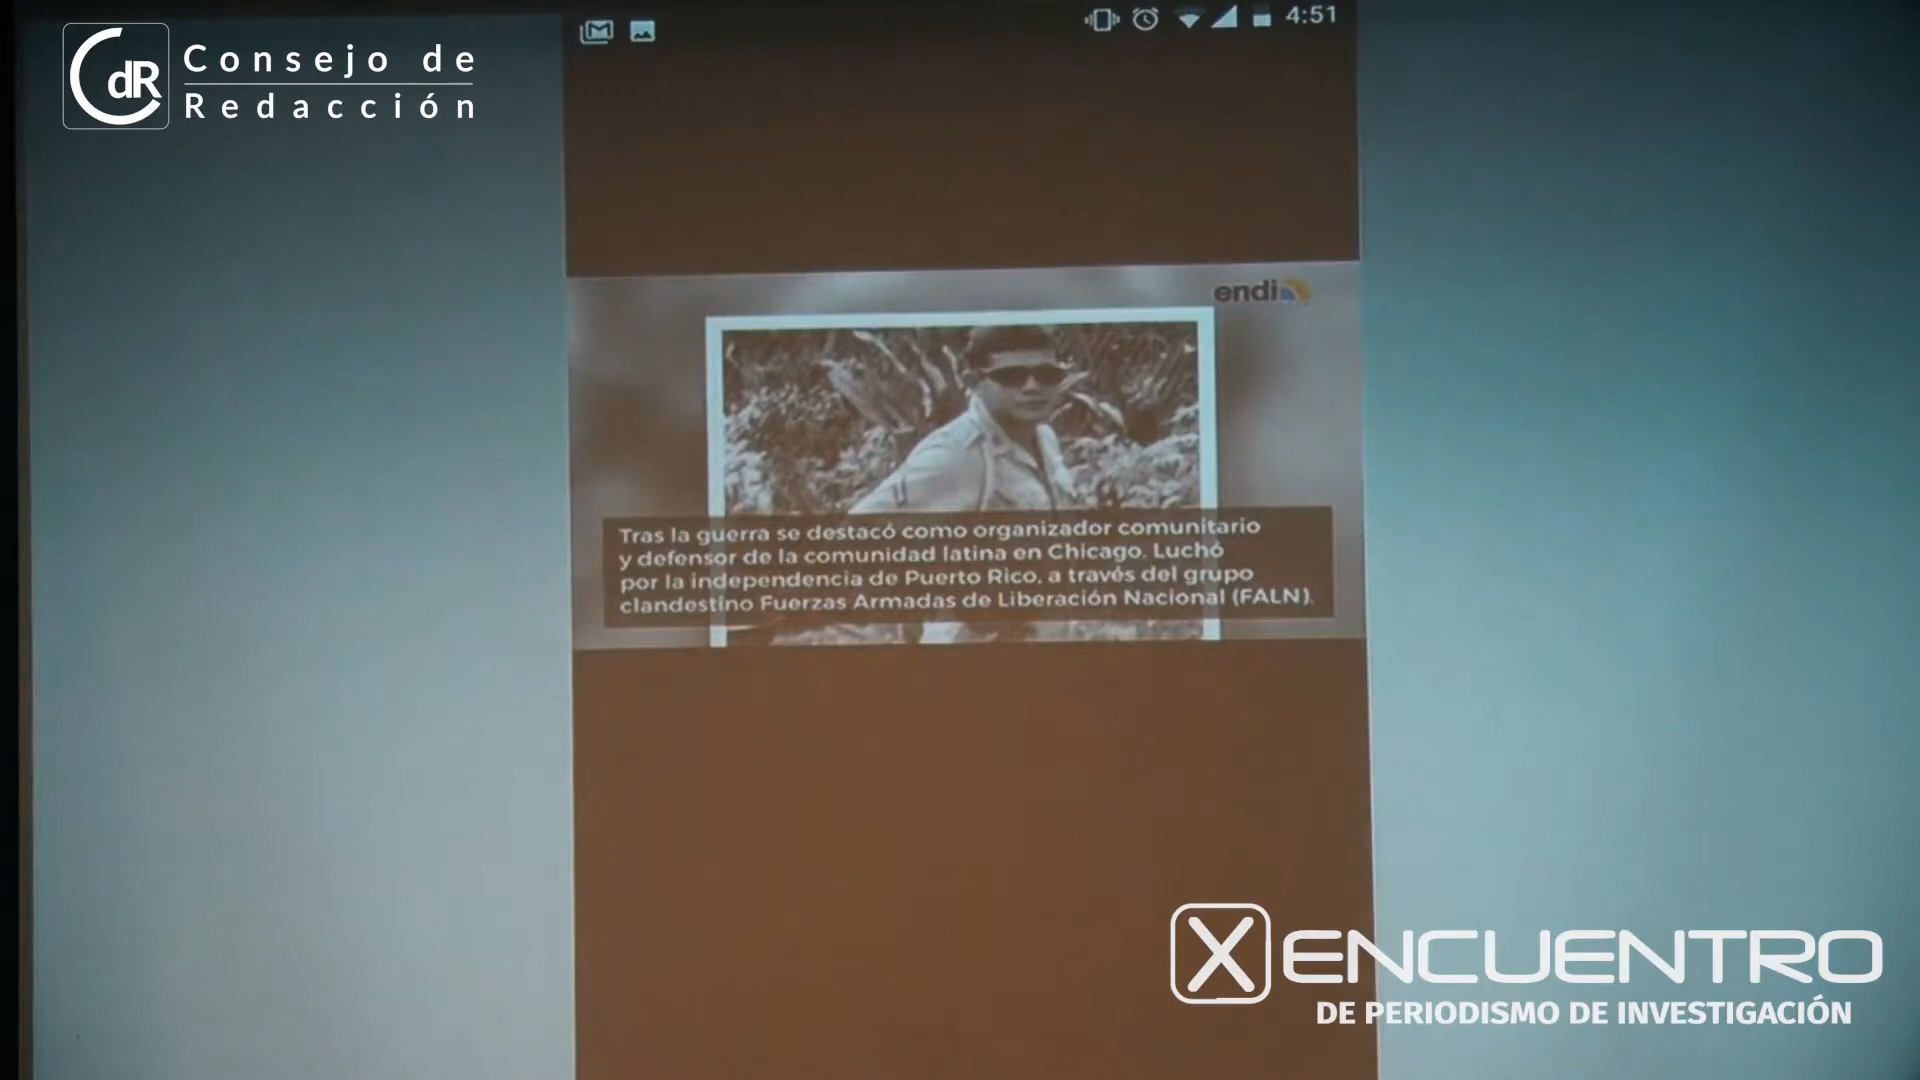 CdR
Consejo de
Redacción
4:51
endi
Tras la guerra se destacó como organizador comunitario
y defensor de la comunidad latina en Chicago. Luchó
por la independencia de Puerto Rico, a través del grupo
clandestino Fuerzas Armadas de Liberación Nacional (FALN).
X ENCUENTRO
DE PERIODISMO DE INVESTIGACIÓN